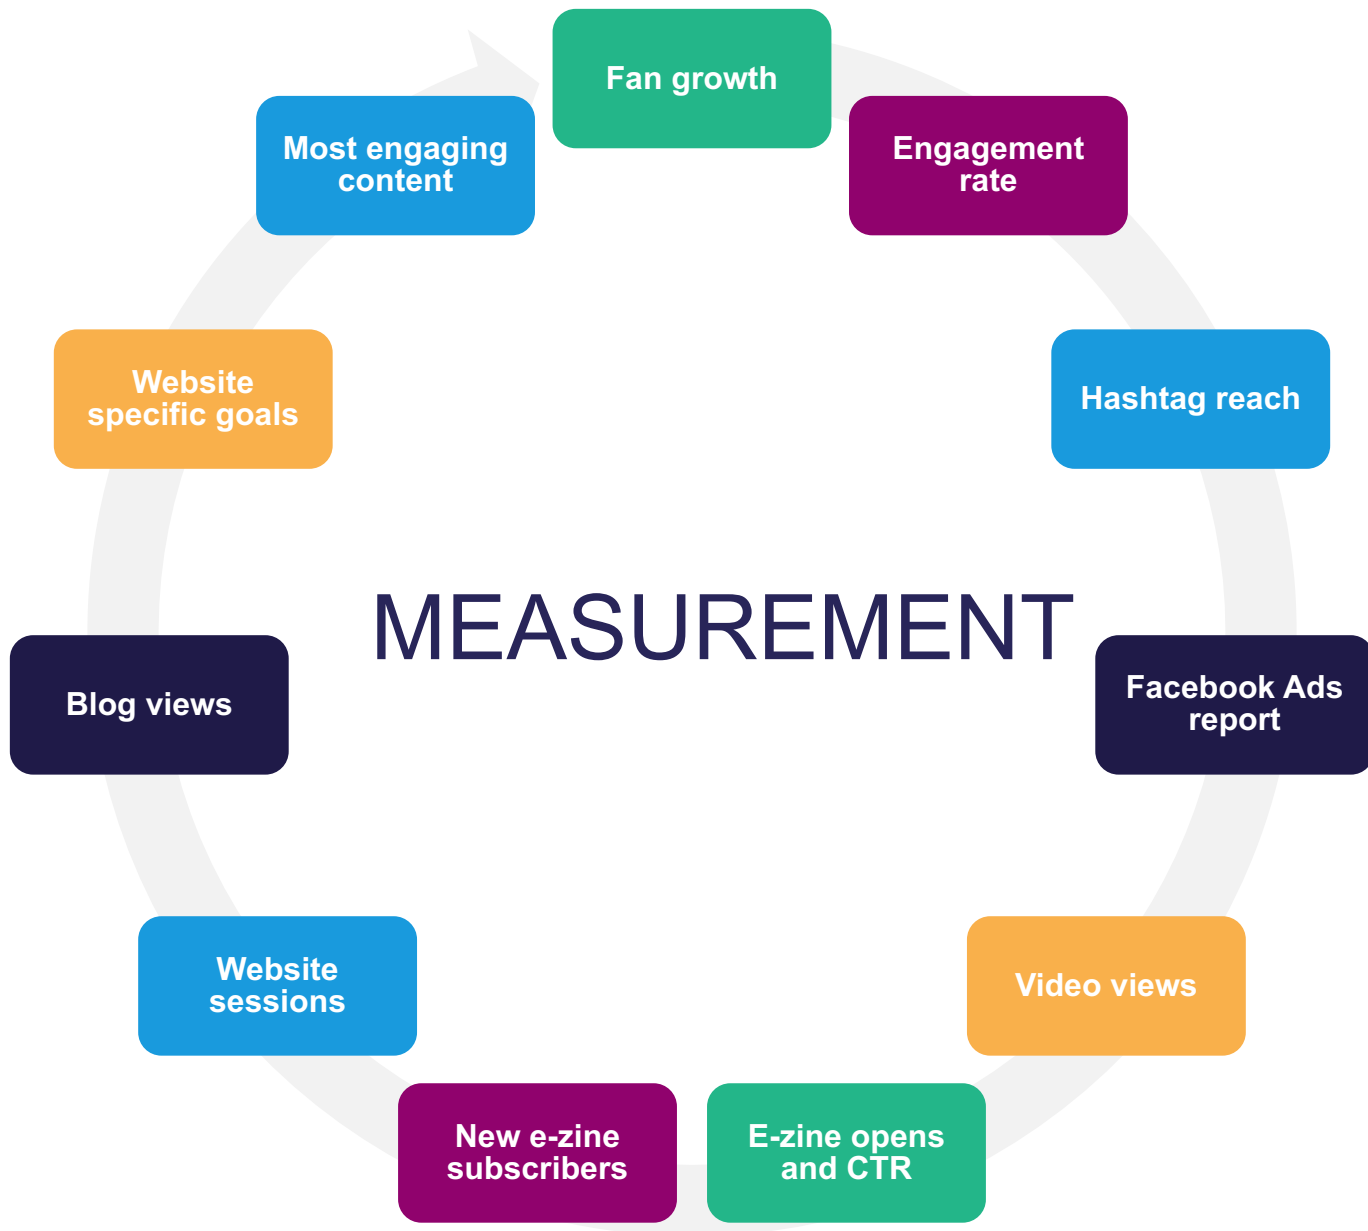 Fan growth
Engagement
rate
Hashtag reach
Facebook Ads
report
Video views
E-zine opens
and CTR
New e-zine
subscribers
Website
sessions
Blog views
Website
specific goals
Most engaging
content
MEASUREMENT